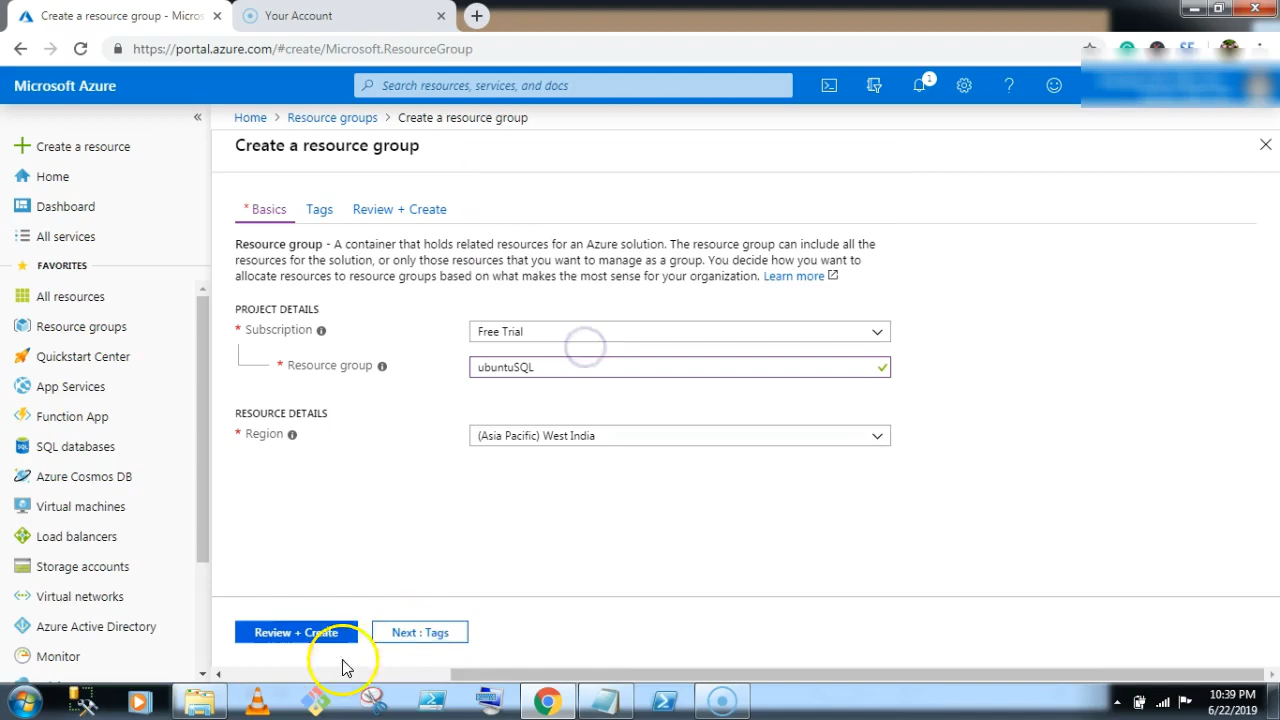 Create a resource group - Micros
Your Account
https://portal.azure.com/#create/Microsoft.ResourceGroup
Microsoft Azure
Search resources, services, and docs
1
Home > Resource groups > Create a resource group
Create a resource group
Create a resource
Home
Dashboard
All services
FAVORITES
All resources
Resource groups
Quickstart Center
App Services
Function App
SQL databases
Azure Cosmos DB
Virtual machines
Load balancers
Storage accounts
Virtual networks
Azure Active Directory
Monitor
* Basics Tags Review + Create
Resource group - A container that holds related resources for an Azure solution. The resource group can include all the
resources for the solution, or only those resources that you want to manage as a group. You decide how you want to
allocate resources to resource groups based on what makes the most sense for your organization. Learn more
PROJECT DETAILS
* Subscription Free Trial
* Resource group ubuntuSQL
RESOURCE DETAILS
* Region (Asia Pacific) West India
Review + Create Next : Tags
10:39 PM
6/22/2019